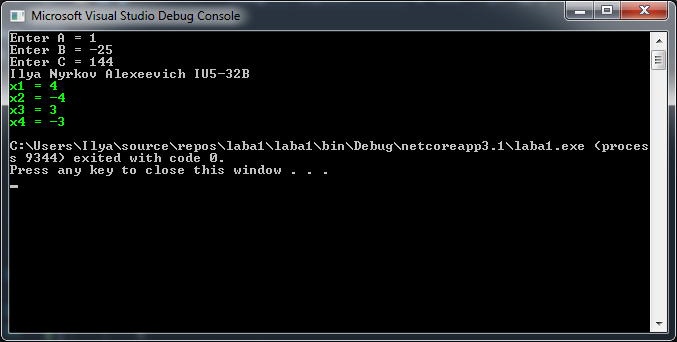 Microsoft Visual Studio Debug Console
Enter A = 1
Enter B = -25
Enter C = 144
Ilya Nyrkov Alexeevich IU5-32B
x1 = 4
x2 = -4
x3 = 3
x4 = -3
C:\Users\Ilya\source\repos\laba1\laba1\bin\Debug\netcoreapp3.1\laba1.exe (proces
s 9344) exited with code 0.
Press any key to close this window . . .